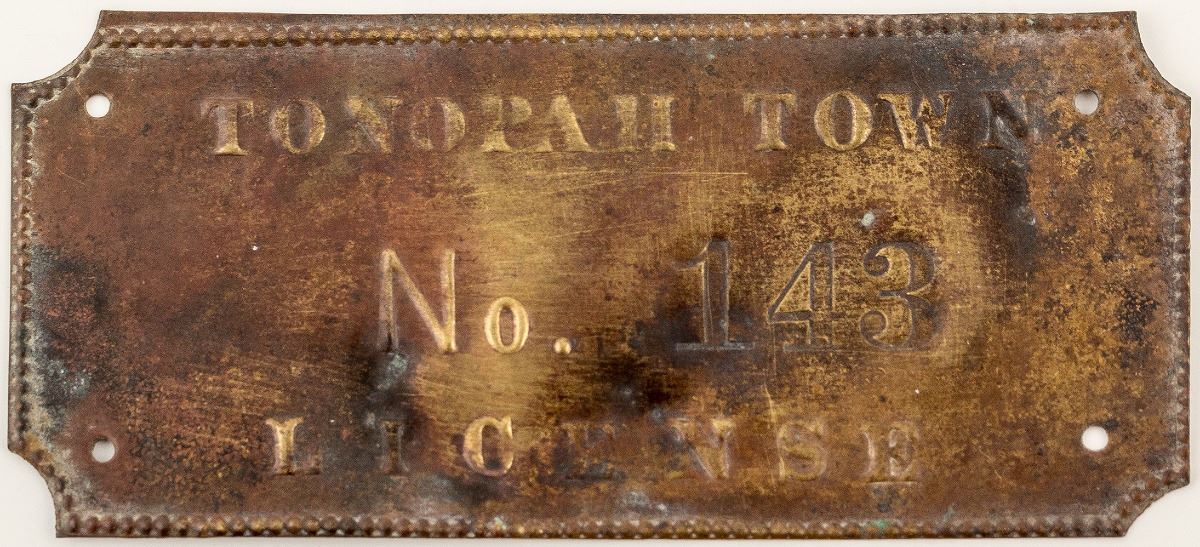 TONOPAH TOWN
No. 143
LICENSE